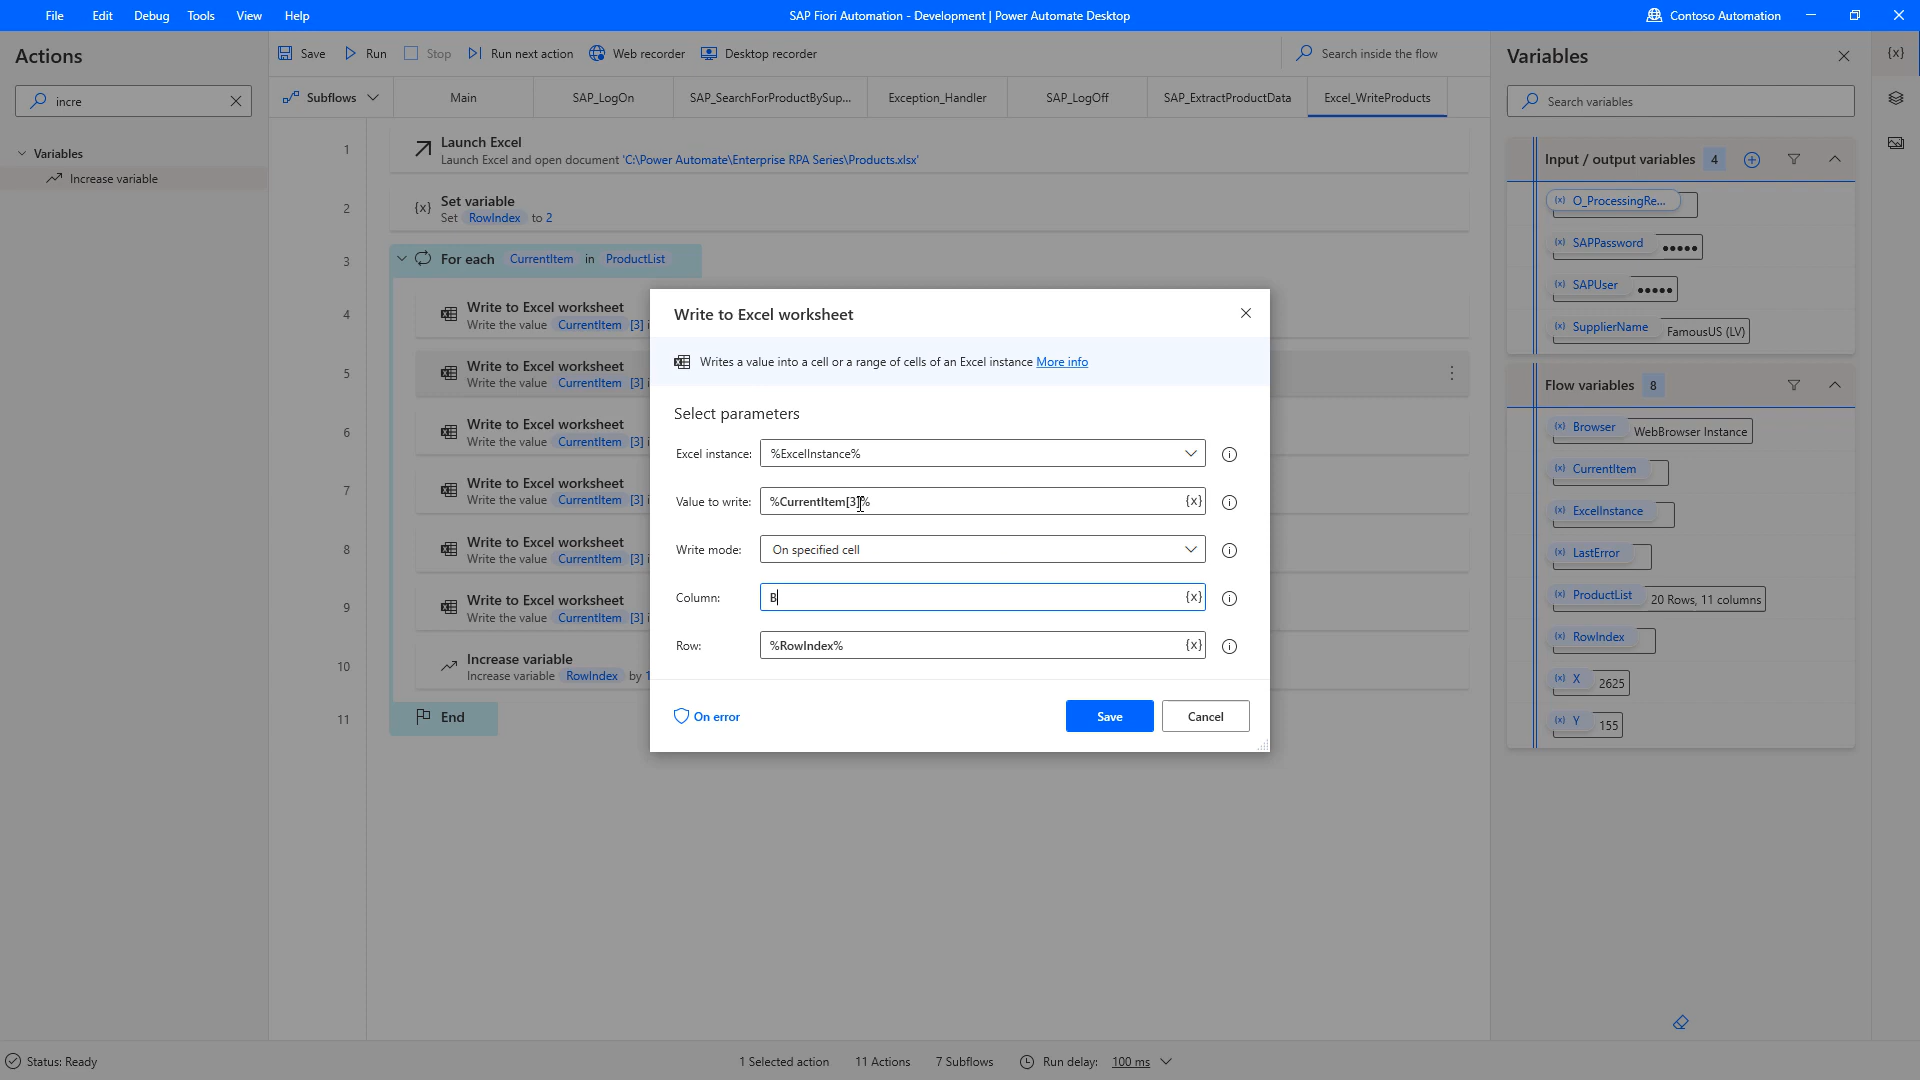 File Edit Debug Tools View Help
SAP Fiori Automation - Development | Power Automate Desktop
Contoso Automation
Actions
incre
Variables
Increase variable
Save Run Stop Run next action Web recorder Desktop recorder
Search inside the flow
Subflows Main SAP_LogOn SAP_SearchForProductBySup... Exception_Handler SAP_LogOff SAP_ExtractProductData Excel_WriteProducts
1
Launch Excel
Launch Excel and open document 'C:\Power Automate\Enterprise RPA Series\Products.xlsx'
2
Set variable
Set RowIndex to 2
3
For each CurrentItem in ProductList
4
Write to Excel worksheet
Write the value CurrentItem [3] i
5
Write to Excel worksheet
Write the value CurrentItem [3] i
6
Write to Excel worksheet
Write the value CurrentItem [3] i
7
Write to Excel worksheet
Write the value CurrentItem [3] i
8
Write to Excel worksheet
Write the value CurrentItem [3] i
9
Write to Excel worksheet
Write the value CurrentItem [3] i
10
Increase variable
Increase variable RowIndex by 1
11
End
Write to Excel worksheet
Writes a value into a cell or a range of cells of an Excel instance More info
Select parameters
Excel instance: %ExcelInstance%
Value to write: %CurrentItem[3]% {x}
Write mode: On specified cell
Column: B {x}
Row: %RowIndex% {x}
On error
Save Cancel
Variables
{x}
Search variables
Input / output variables 4
(x) O_ProcessingRe...
(x) SAPPassword •••••
(x) SAPUser •••••
(x) SupplierName FamousUS (LV)
Flow variables 8
(x) Browser WebBrowser Instance
(x) CurrentItem
(x) ExcelInstance
(x) LastError
(x) ProductList 20 Rows, 11 columns
(x) RowIndex
(x) X 2625
(x) Y 155
Status: Ready
1 Selected action 11 Actions 7 Subflows Run delay: 100 ms